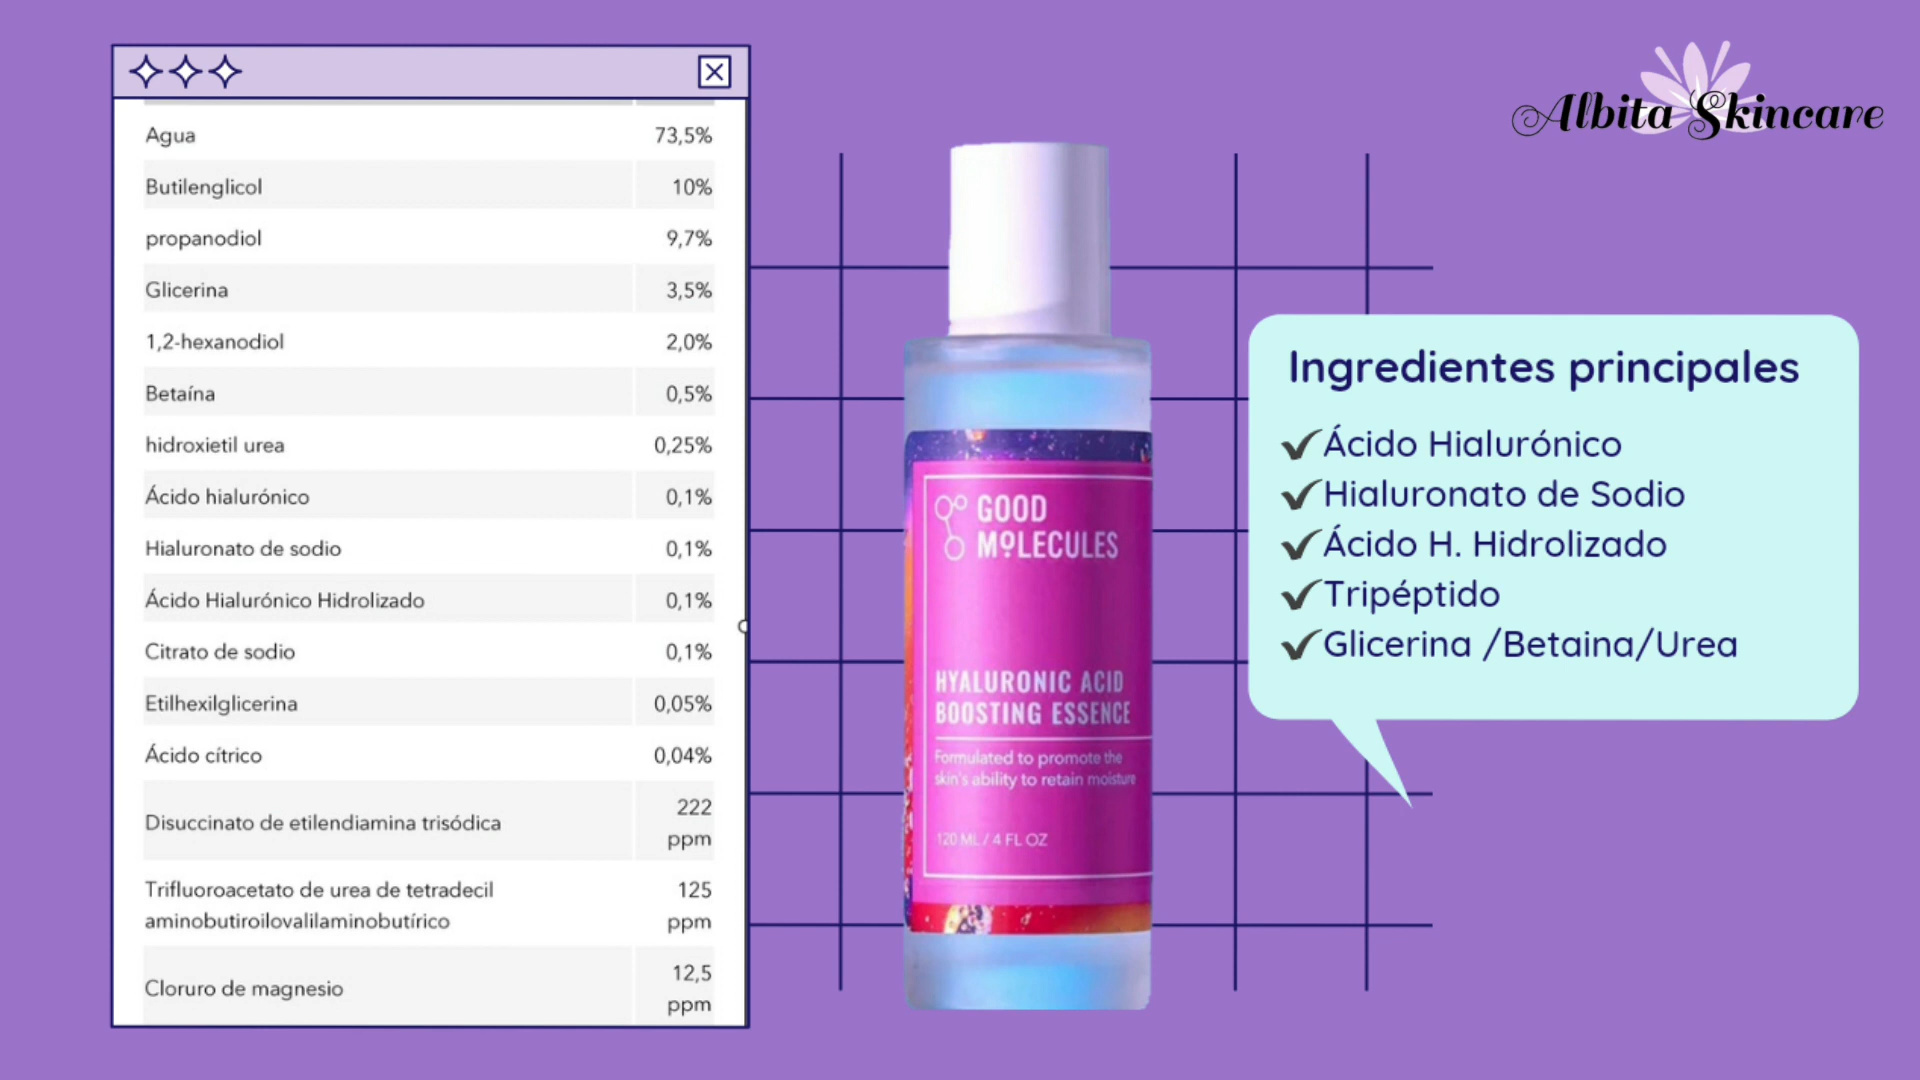 Albita Skincare
Agua 73,5%
Butilenglicol 10%
propanodiol 9,7%
Glicerina 3,5%
1,2-hexanodiol 2,0%
Betaína 0,5%
hidroxietil urea 0,25%
Ácido hialurónico 0,1%
Hialuronato de sodio 0,1%
Ácido Hialurónico Hidrolizado 0,1%
Citrato de sodio 0,1%
Etilhexilglicerina 0,05%
Ácido cítrico 0,04%
Disuccinato de etilendiamina trisódica 222
ppm
Trifluoroacetato de urea de tetradecil 125
aminobutiroilovalilaminobutírico ppm
Cloruro de magnesio 12,5
ppm
GOOD
MOLECULES
HYALURONIC ACID
BOOSTING ESSENCE
Formulated to promote the
skin's ability to retain moisture
120 ML / 4 FL OZ
Ingredientes principales
✔Ácido Hialurónico
✔Hialuronato de Sodio
✔Ácido H. Hidrolizado
✔Tripéptido
✔Glicerina /Betaina/Urea